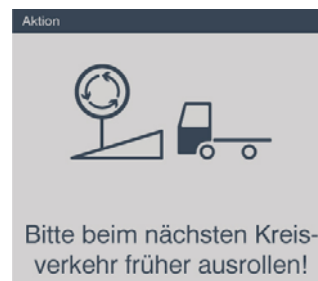 Aktion
Bitte beim nächsten Kreis-
verkehr früher ausrollen!